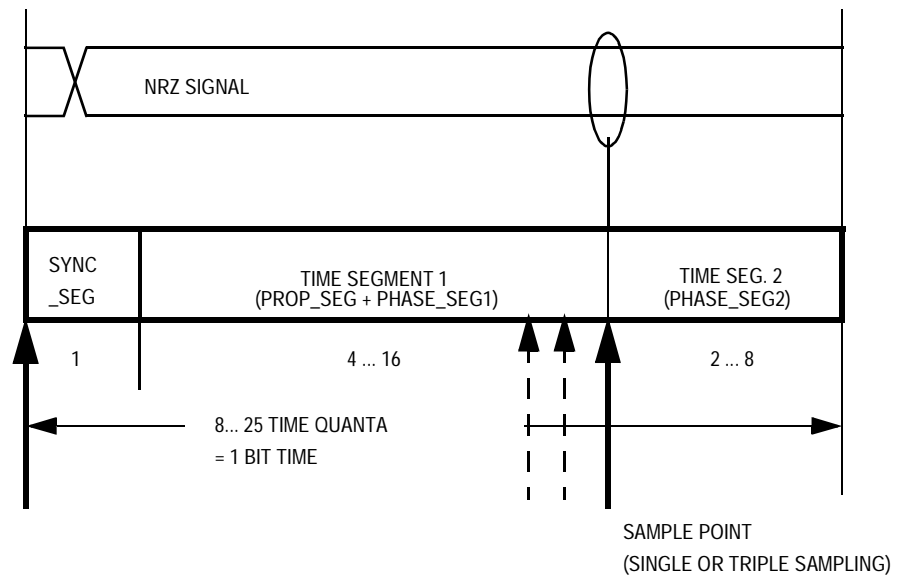 NRZ SIGNAL
SYNC
_SEG
TIME SEGMENT 1
(PROP_SEG + PHASE_SEG1)
TIME SEG. 2
(PHASE_SEG2)
1
4 ... 16
2 ... 8
8... 25 TIME QUANTA
= 1 BIT TIME
SAMPLE POINT
(SINGLE OR TRIPLE SAMPLING)